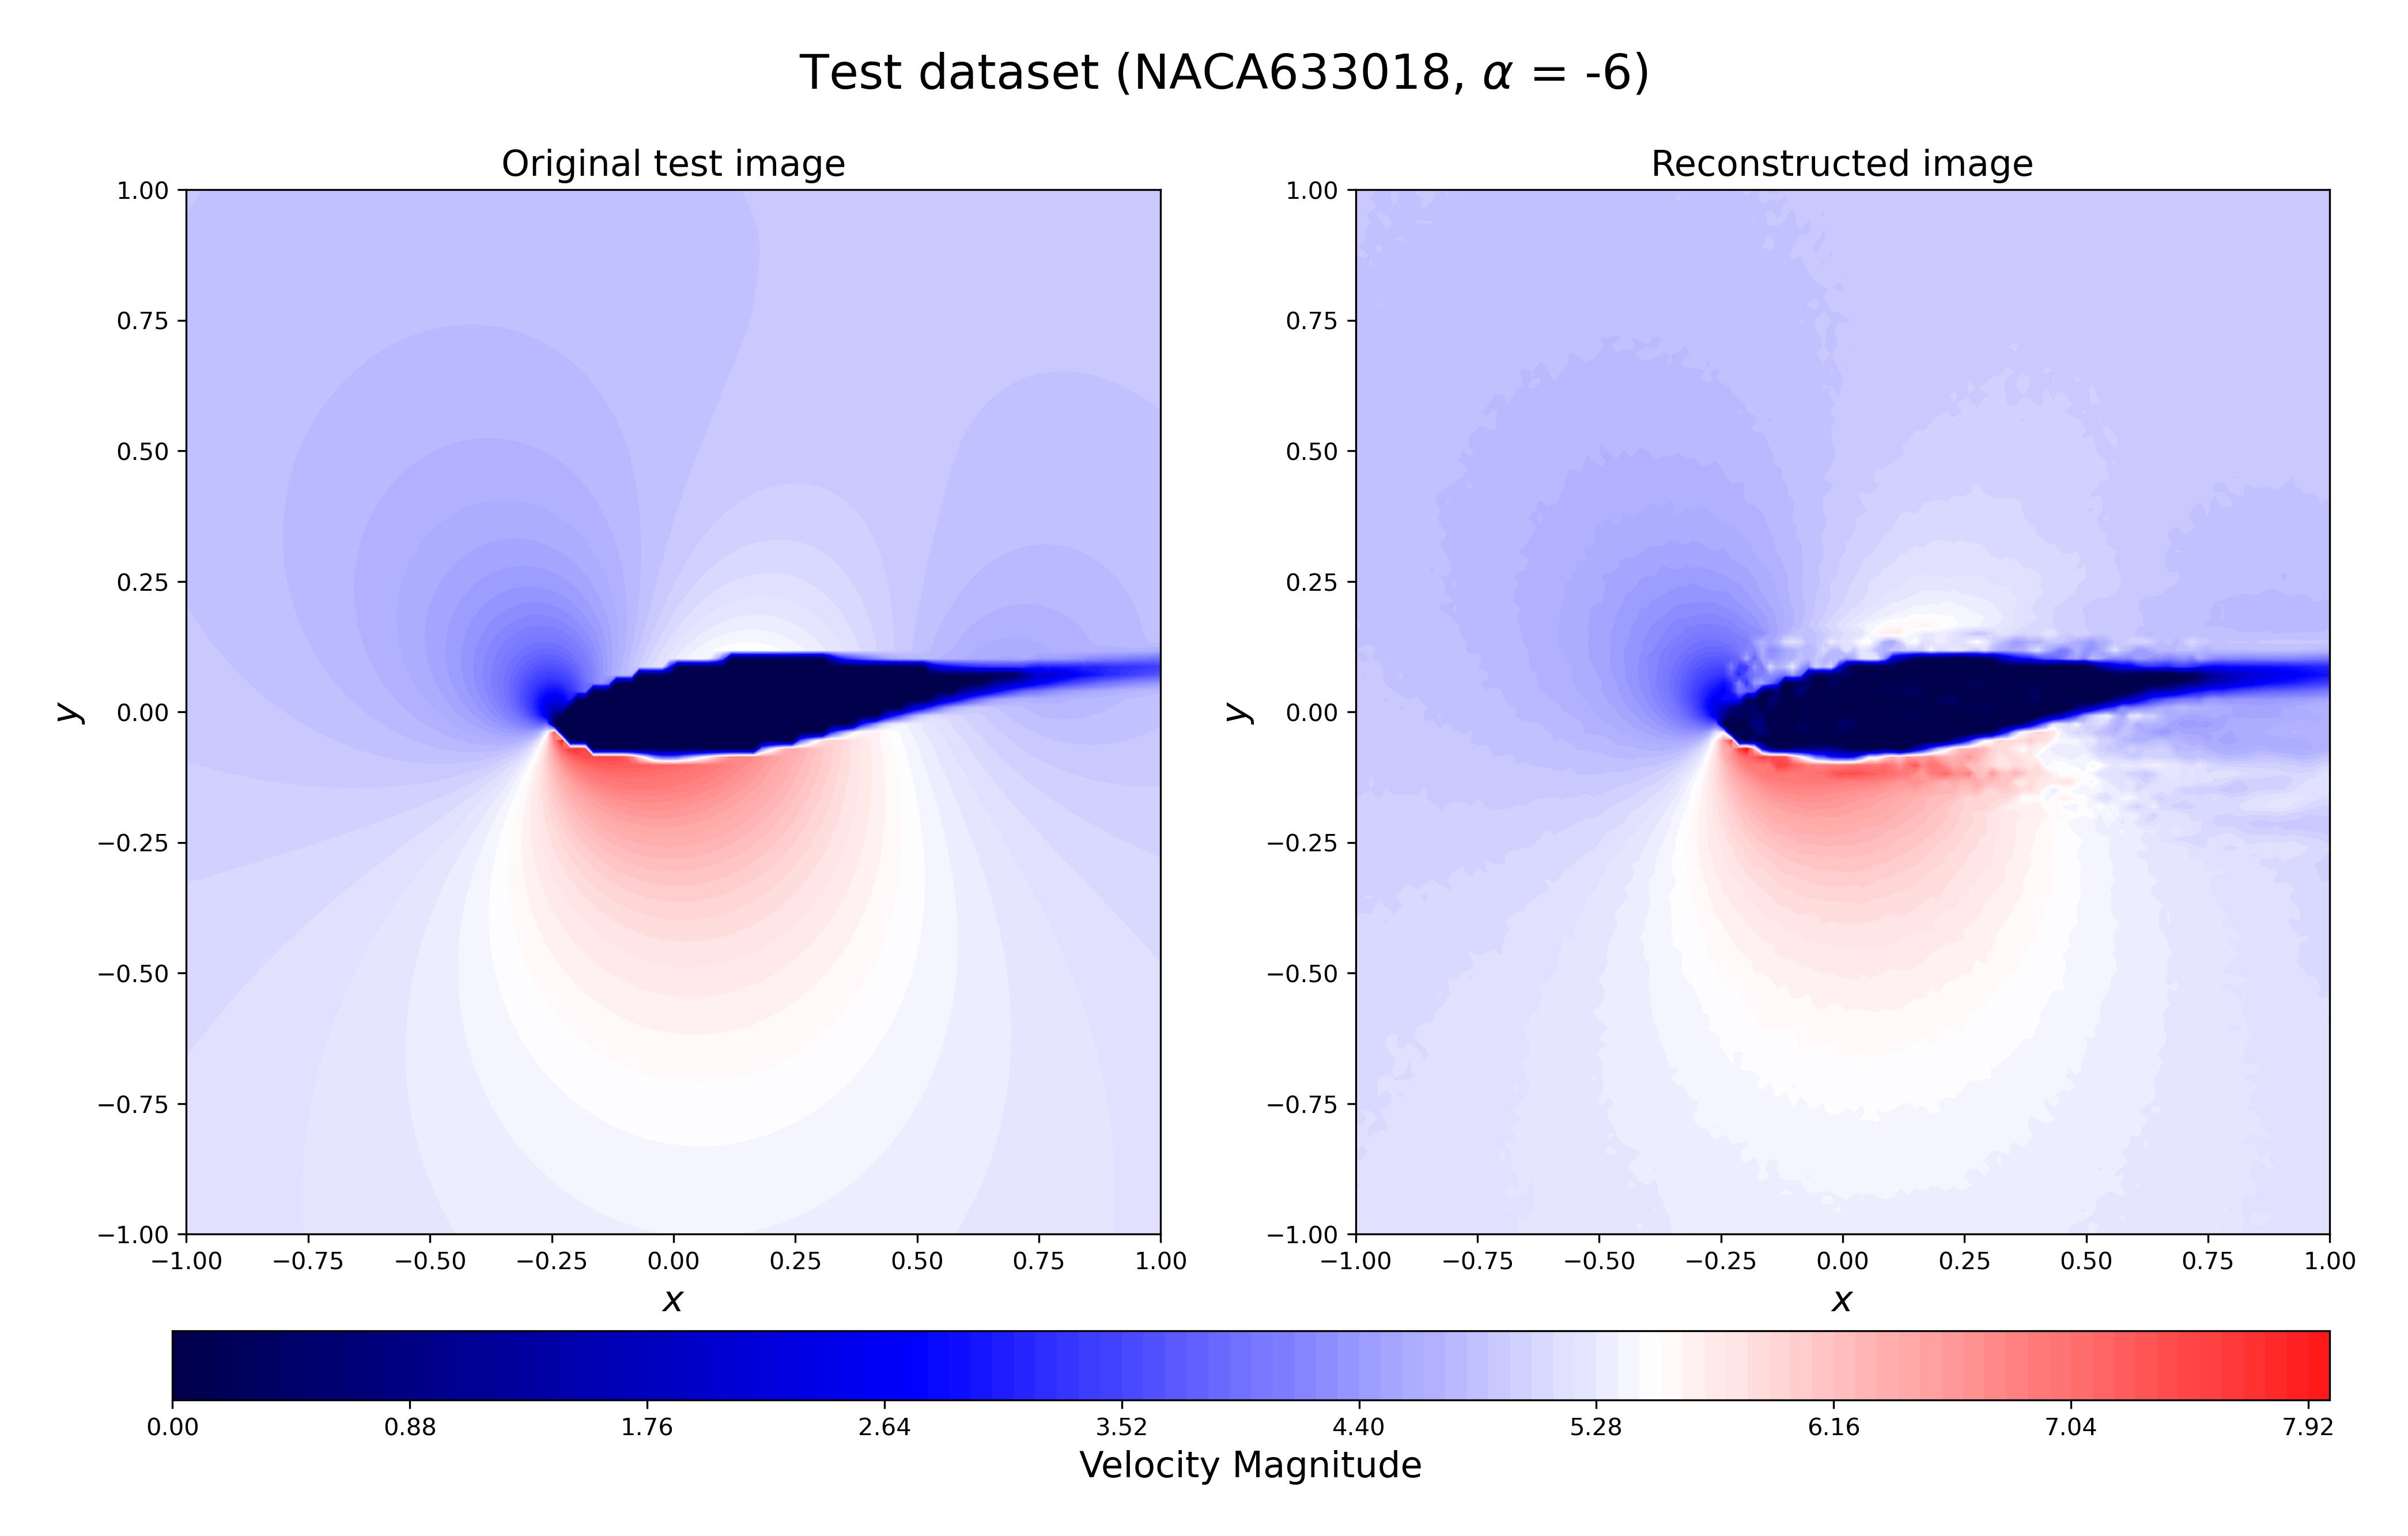 Test dataset (NACA633018, α = -6)
Original test image
Reconstructed image
1.00
0.75
0.50
0.25
0.00
−0.25
−0.50
−0.75
−1.00
y
−1.00 −0.75 −0.50 −0.25 0.00 0.25 0.50 0.75 1.00
x
1.00
0.75
0.50
0.25
0.00
−0.25
−0.50
−0.75
−1.00
y
−1.00 −0.75 −0.50 −0.25 0.00 0.25 0.50 0.75 1.00
x
0.00 0.88 1.76 2.64 3.52 4.40 5.28 6.16 7.04 7.92
Velocity Magnitude